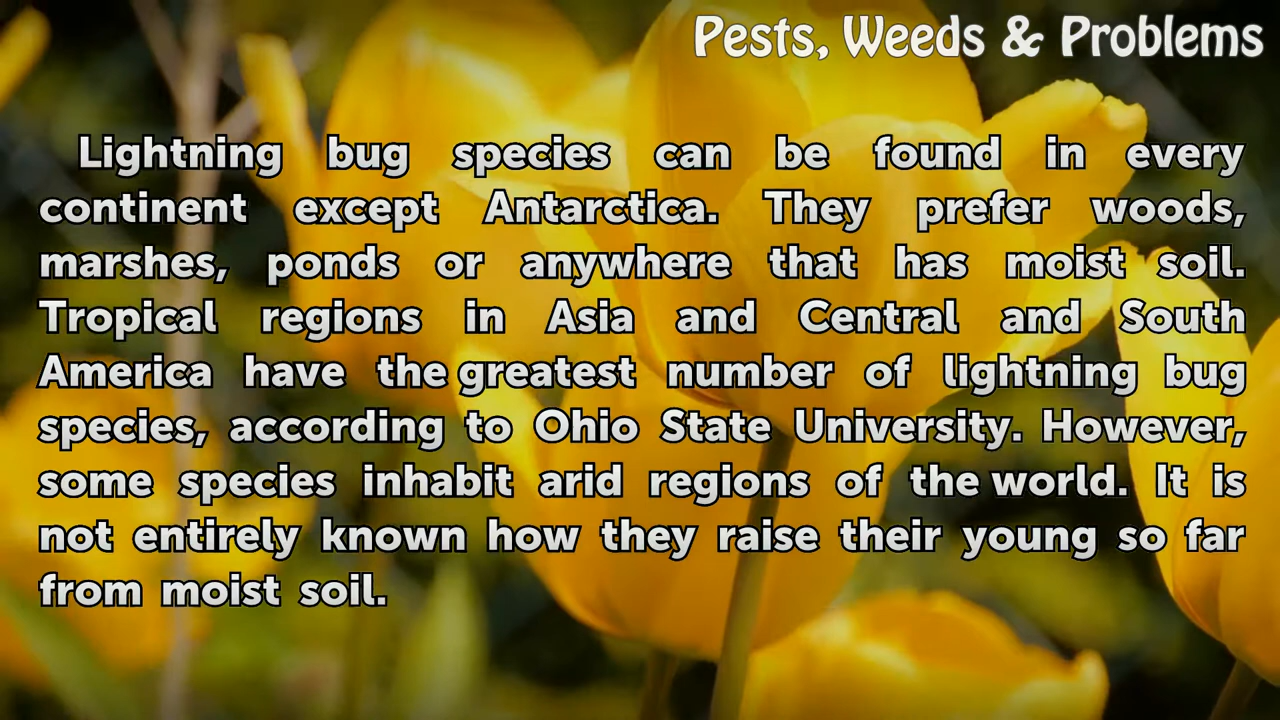 Pests, Weeds & Problems
Lightning bug species can be found in every
continent except Antarctica. They prefer woods,
marshes, ponds or anywhere that has moist soil.
Tropical regions in Asia and Central and South
America have the greatest number of lightning bug
species, according to Ohio State University. However,
some species inhabit arid regions of the world. It is
not entirely known how they raise their young so far
from moist soil.